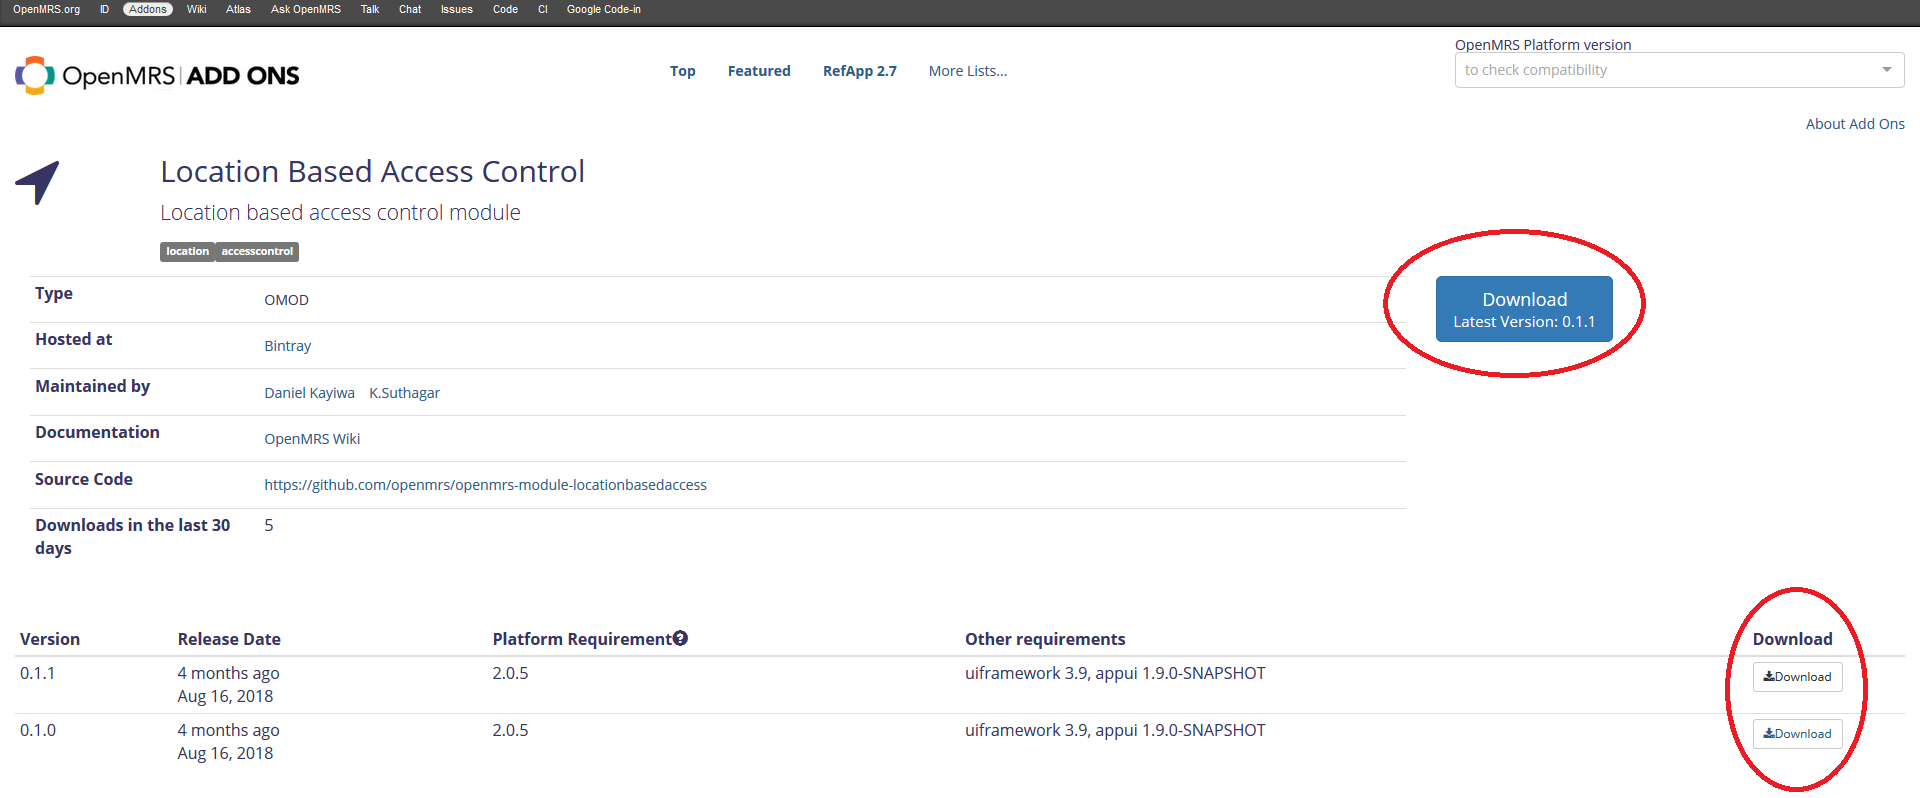 OpenMRS.org ID Addons Wiki Atlas Ask OpenMRS Talk Chat Issues Code CI Google Code-in
OpenMRS Platform version
OpenMRS | ADD ONS Top Featured RefApp 2.7 More Lists... to check compatibility
About Add Ons
Location Based Access Control
Location based access control module
location accesscontrol
Type OMOD
Download
Latest Version: 0.1.1
Hosted at Bintray
Maintained by Daniel Kayiwa K.Suthagar
Documentation OpenMRS Wiki
Source Code https://github.com/openmrs/openmrs-module-locationbasedaccess
Downloads in the last 30 5
days
Version Release Date Platform Requirement? Other requirements Download
0.1.1 4 months ago 2.0.5 uiframework 3.9, appui 1.9.0-SNAPSHOT Download
Aug 16, 2018
0.1.0 4 months ago 2.0.5 uiframework 3.9, appui 1.9.0-SNAPSHOT Download
Aug 16, 2018